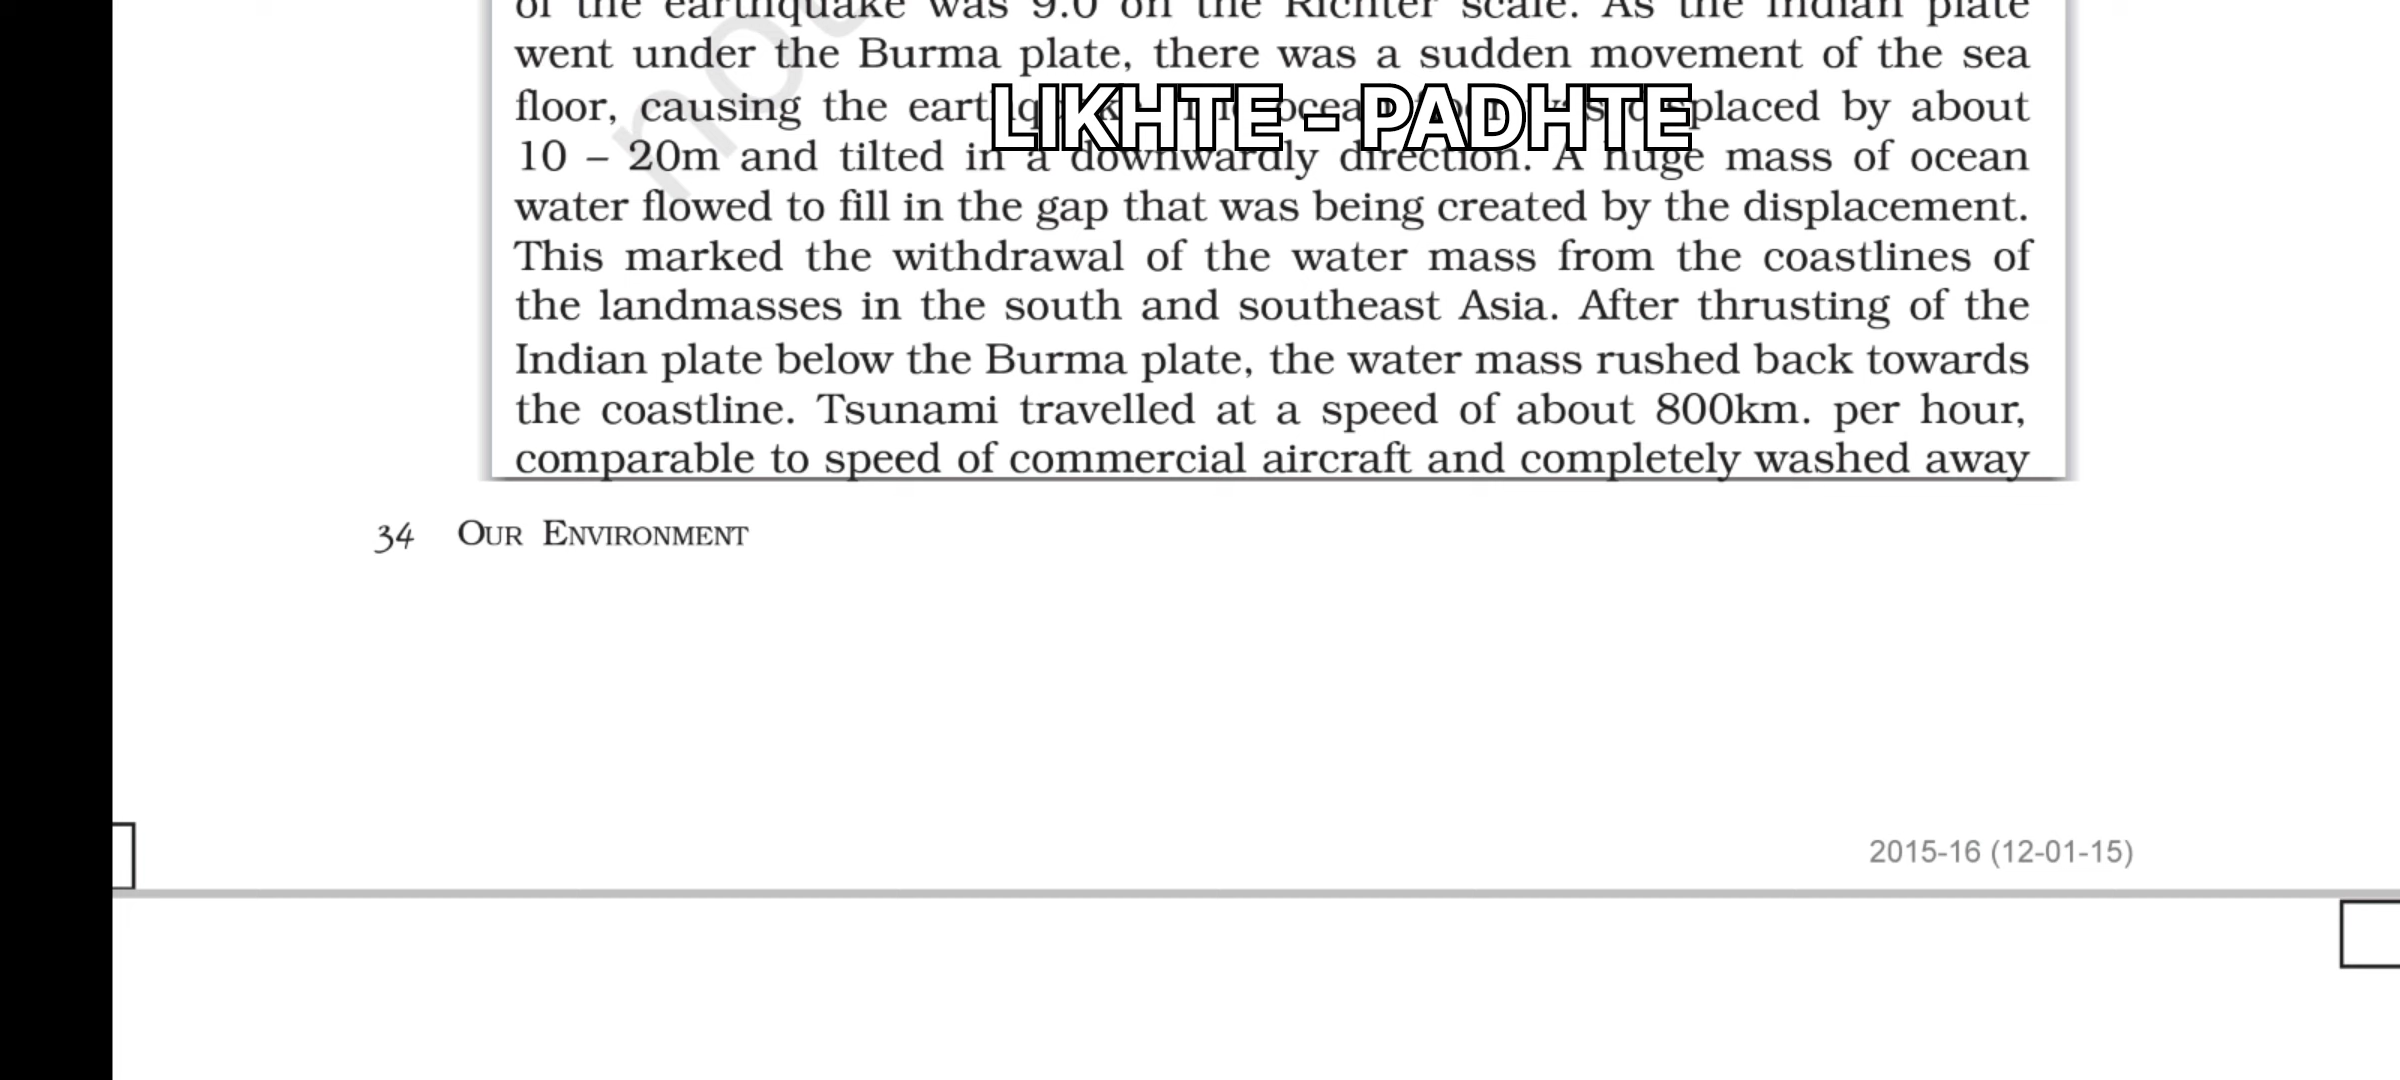 of the earthquake was 9.0 on the Richter scale. As the Indian plate
went under the Burma plate, there was a sudden movement of the sea
floor, causing the displaced by about
LIKHTE - PADHTE
10 – 20m and tilted in a downwardly direction. A huge mass of ocean
water flowed to fill in the gap that was being created by the displacement.
This marked the withdrawal of the water mass from the coastlines of
the landmasses in the south and southeast Asia. After thrusting of the
Indian plate below the Burma plate, the water mass rushed back towards
the coastline. Tsunami travelled at a speed of about 800km. per hour,
comparable to speed of commercial aircraft and completely washed away
34 OUR ENVIRONMENT
2015-16 (12-01-15)
not